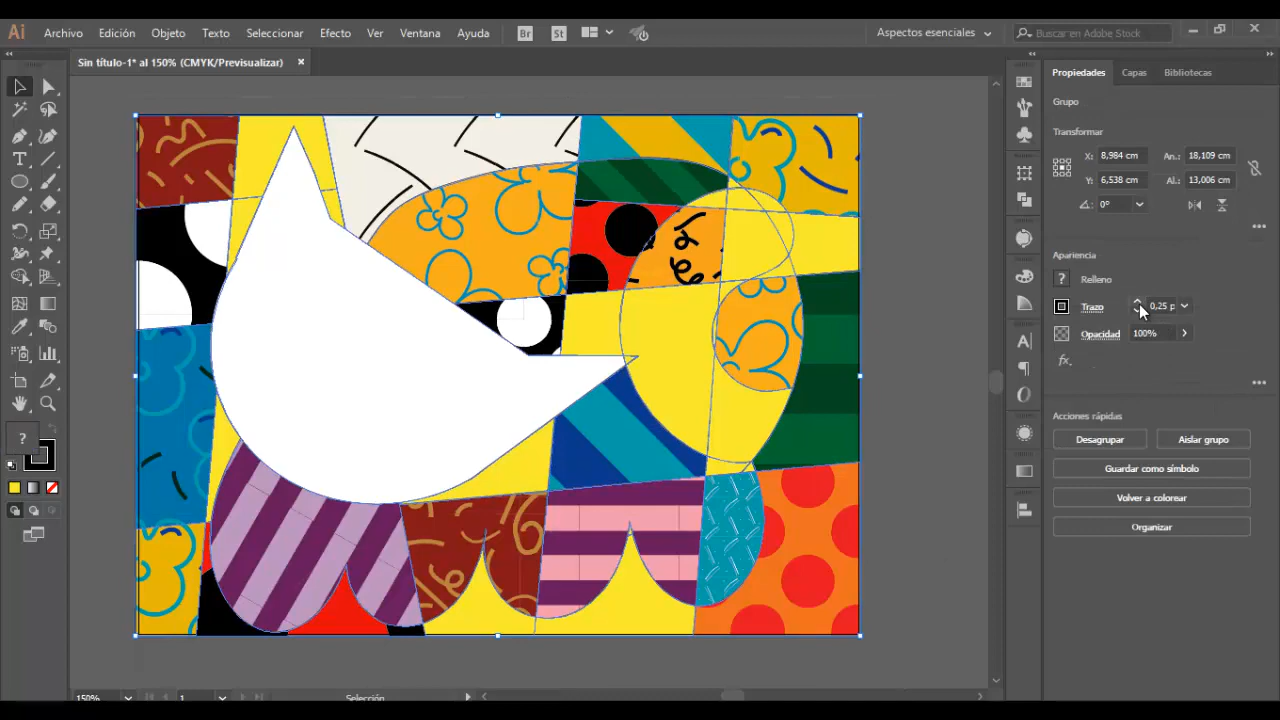 Ai Archivo Edición Objeto Texto Seleccionar Efecto Ver Ventana Ayuda Br St Aspectos esenciales Buscar en Adobe Stock
Sin título-1* al 150% (CMYK/Previsualizar) ×
Propiedades Capas Bibliotecas
Grupo
Transformar
X: 8,984 cm An.: 18,109 cm
Y: 6,538 cm Al.: 13,006 cm
0°
Apariencia
? Relleno
Trazo 0.25 p
Opacidad 100%
fx.
Acciones rápidas
Desagrupar Aislar grupo
Guardar como símbolo
Volver a colorear
Organizar
?
150% 1 Selección